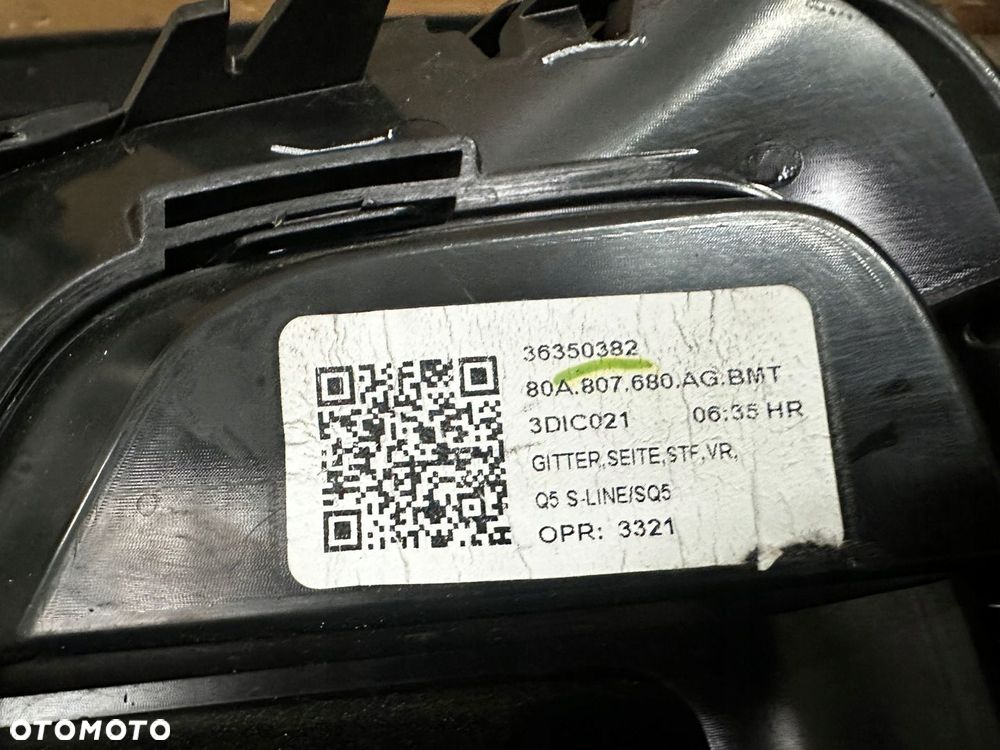 36350382
80A.807.680.AG.BMT
3DIC021 06:35 HR
GITTER,SEITE,STF,VR,
Q5 S-LINE/SQ5
OPR: 3321
OTOMOTO